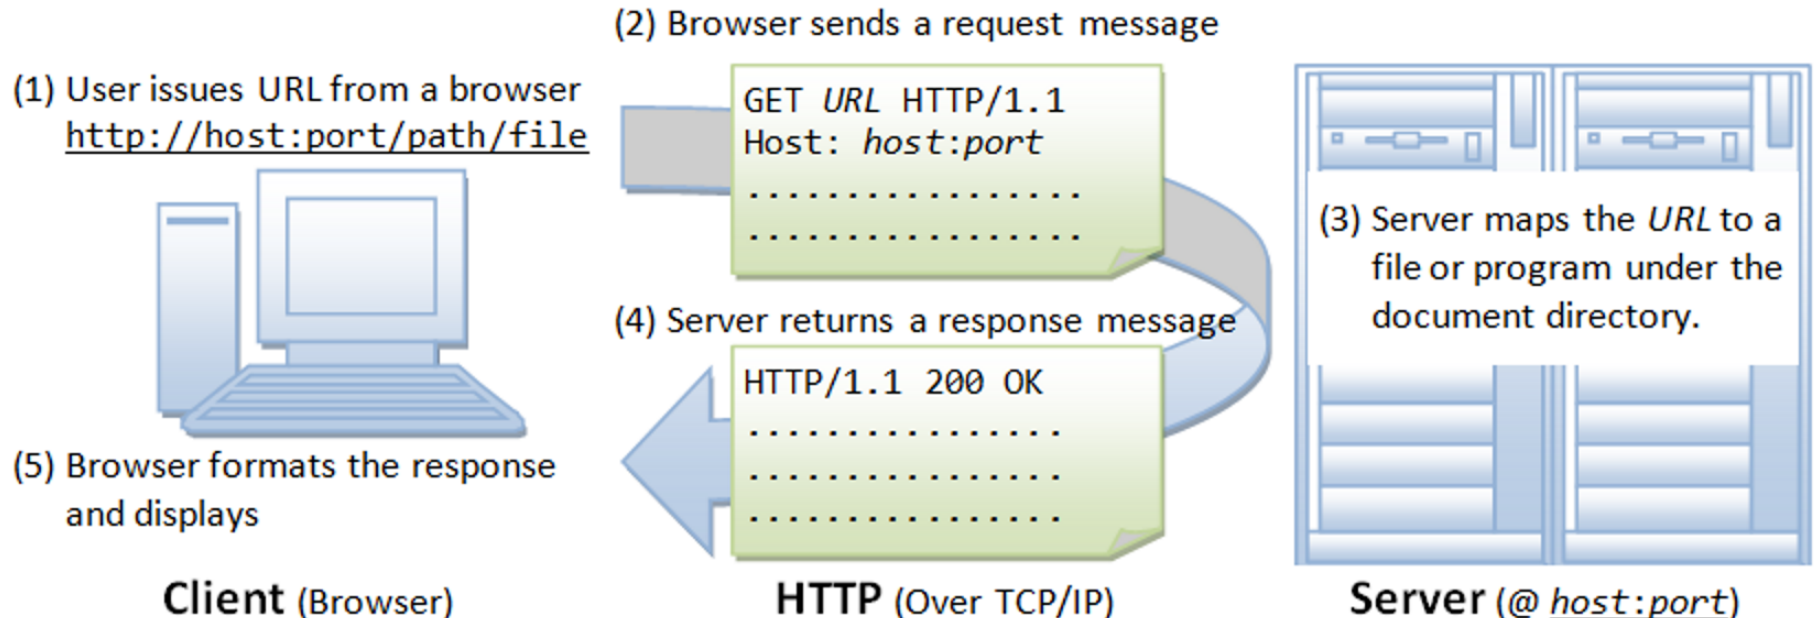 (1) User issues URL from a browser
http://host:port/path/file
(2) Browser sends a request message
GET URL HTTP/1.1
Host: host:port
.................
.................
(3) Server maps the URL to a
file or program under the
document directory.
(4) Server returns a response message
HTTP/1.1 200 OK
................
................
................
(5) Browser formats the response
and displays
Client (Browser)
HTTP (Over TCP/IP)
Server (@ host:port)